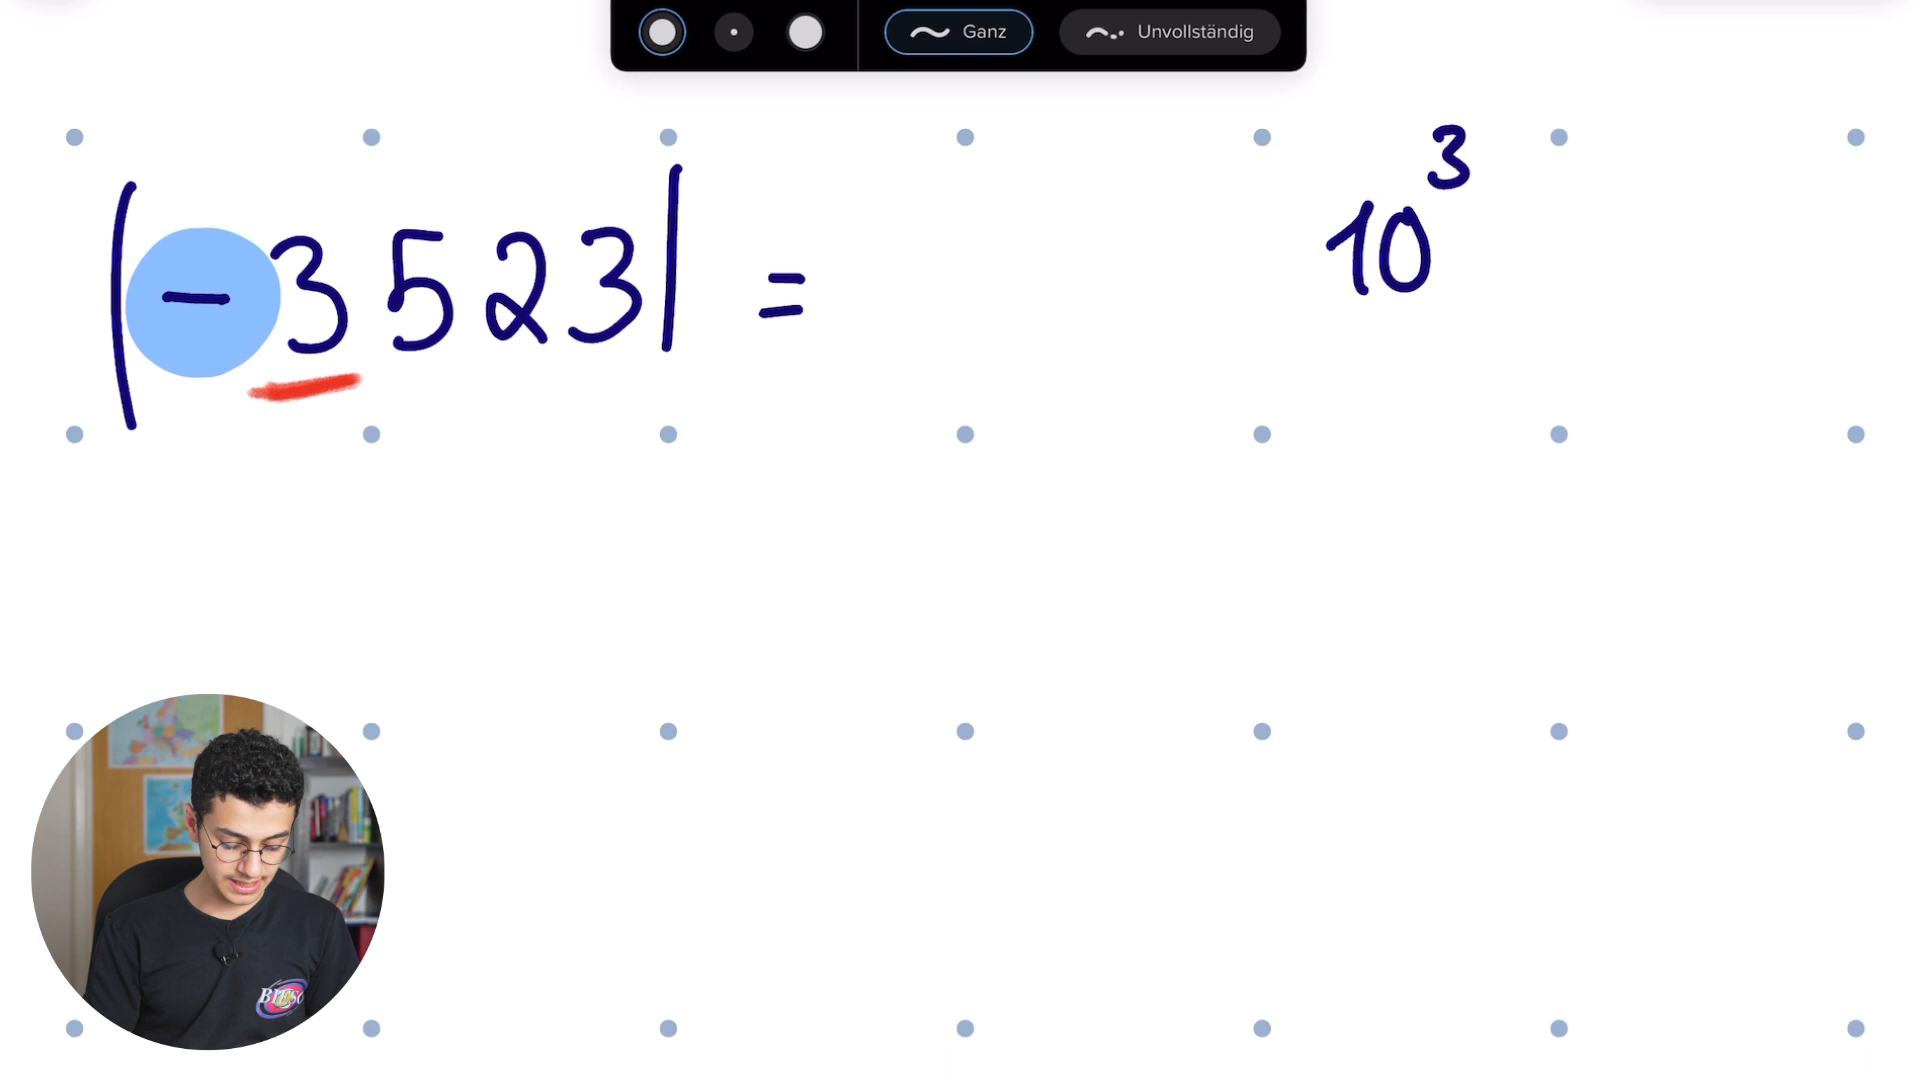 Ganz Unvollständig
|-3523| = 10³